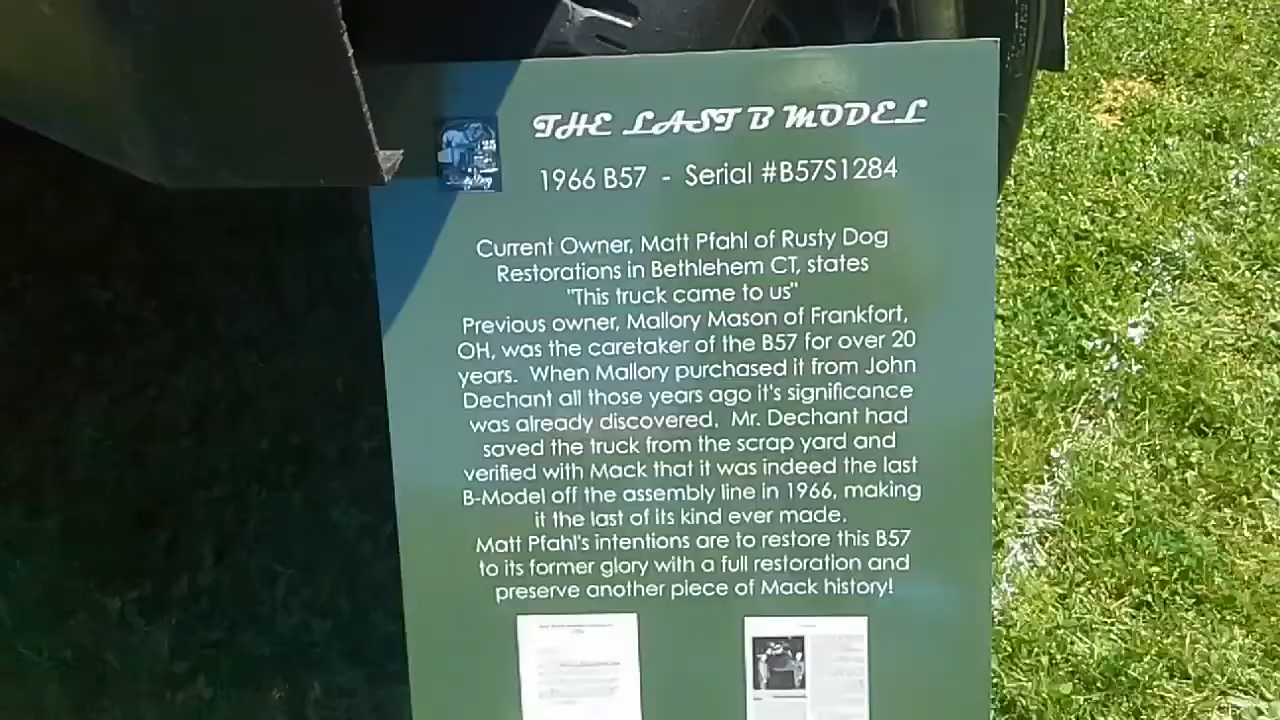 THE LAST B MODEL
1966 B57 - Serial #B57S1284
Current Owner, Matt Pfahl of Rusty Dog
Restorations in Bethlehem CT, states
"This truck came to us"
Previous owner, Mallory Mason of Frankfort,
OH, was the caretaker of the B57 for over 20
years. When Mallory purchased it from John
Dechant all those years ago it's significance
was already discovered. Mr. Dechant had
saved the truck from the scrap yard and
verified with Mack that it was indeed the last
B-Model off the assembly line in 1966, making
it the last of its kind ever made.
Matt Pfahl's intentions are to restore this B57
to its former glory with a full restoration and
preserve another piece of Mack history!